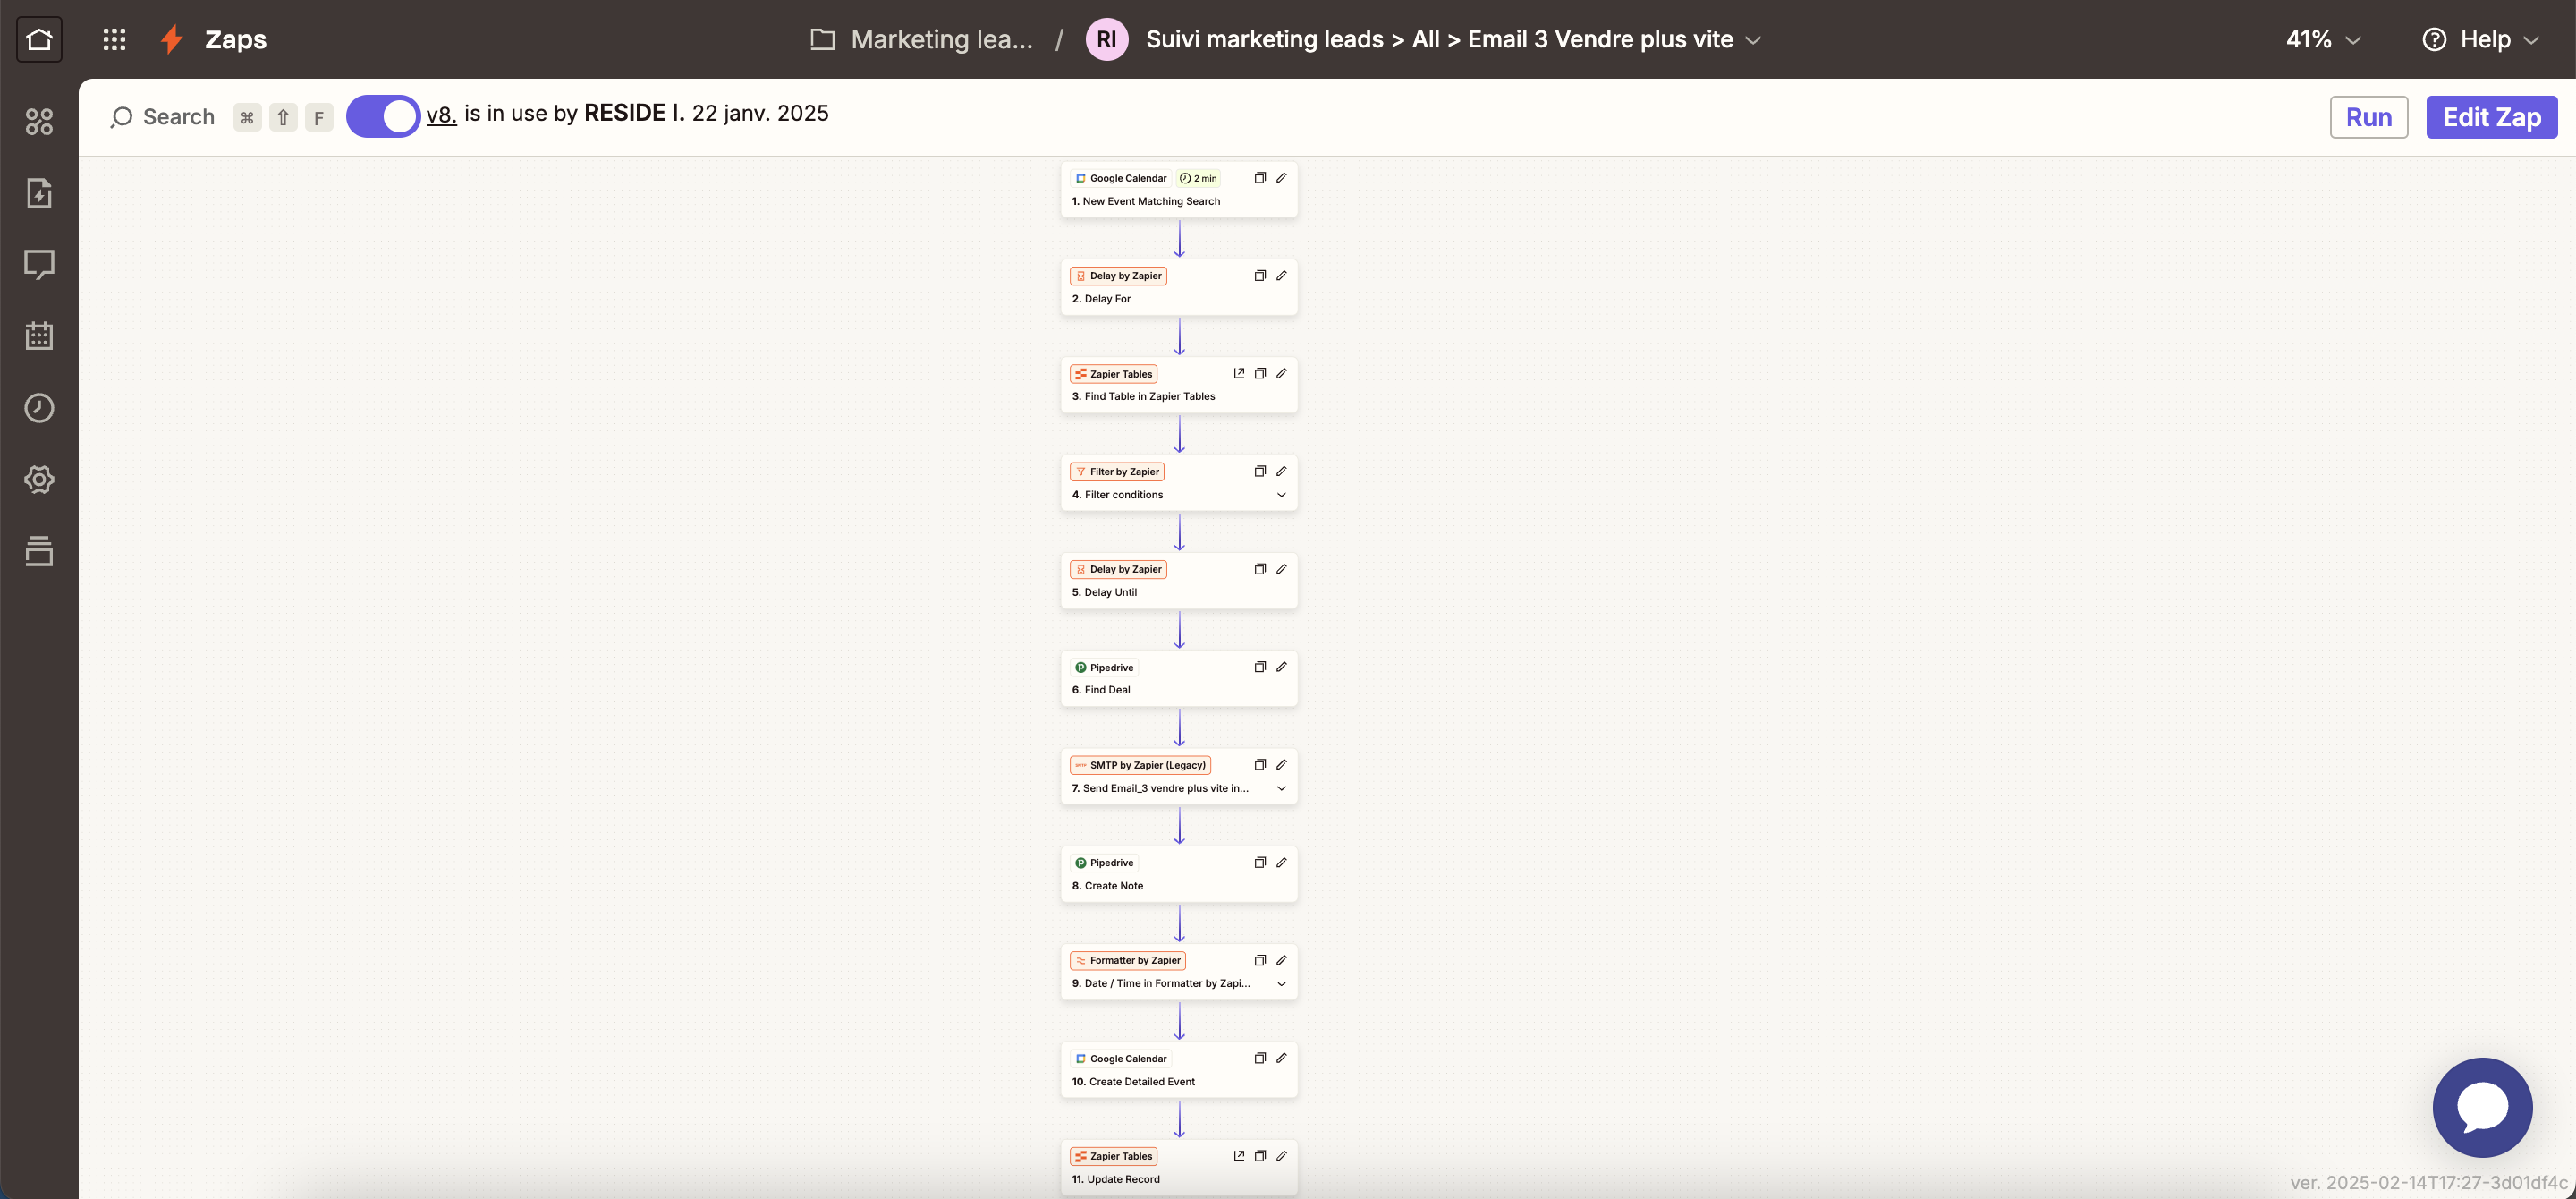 Zaps
Marketing lea... / RI Suivi marketing leads > All > Email 3 Vendre plus vite
41%
Help
Search ⌘ ⇧ F
v8. is in use by RESIDE I. 22 janv. 2025
Run
Edit Zap
Google Calendar 2 min
1. New Event Matching Search
Delay by Zapier
2. Delay For
Zapier Tables
3. Find Table in Zapier Tables
Filter by Zapier
4. Filter conditions
Delay by Zapier
5. Delay Until
Pipedrive
6. Find Deal
SMTP by Zapier (Legacy)
7. Send Email_3 vendre plus vite in...
Pipedrive
8. Create Note
Formatter by Zapier
9. Date / Time in Formatter by Zapi...
Google Calendar
10. Create Detailed Event
Zapier Tables
11. Update Record
ver. 2025-02-14T17:27-3d01df4c